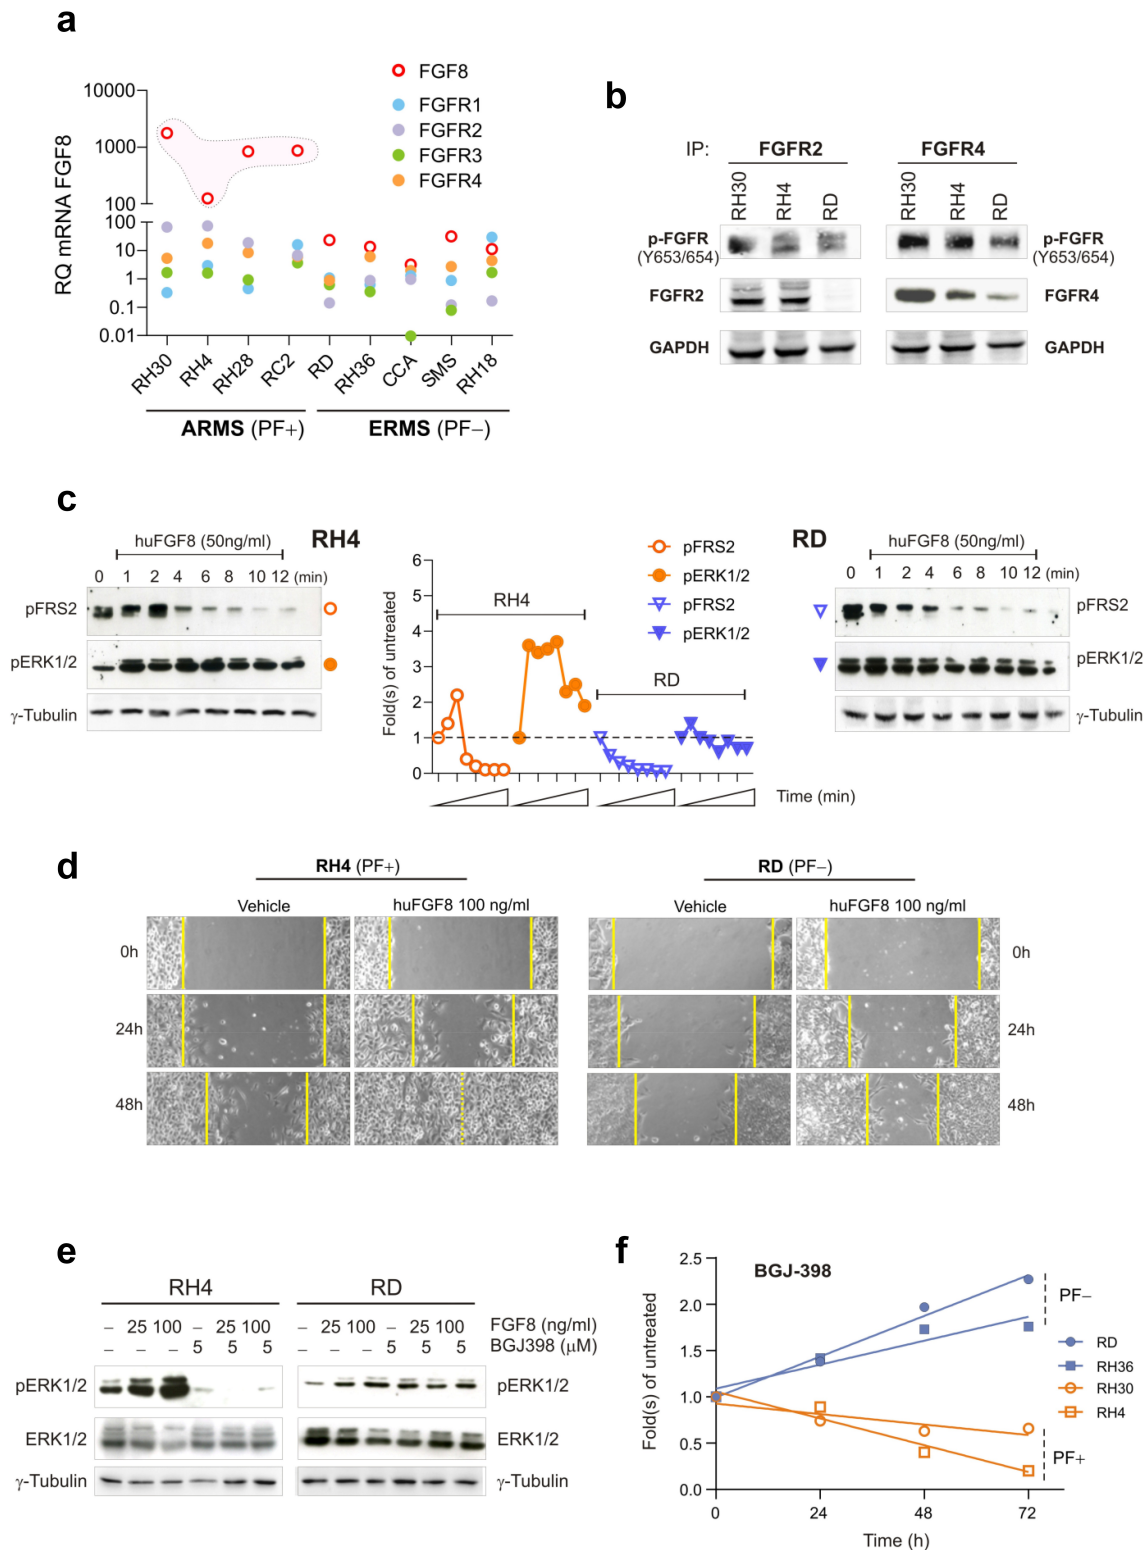 a
FGF8
FGFR1
FGFR2
FGFR3
FGFR4
RQ mRNA FGF8
10000
1000
100
100
10
1
0.1
0.01
RH30
RH4
RH28
RC2
RD
RH36
CCA
SMS
RH18
ARMS (PF+)
ERMS (PF−)
b
IP:
FGFR2
FGFR4
RH30
RH4
RD
RH30
RH4
RD
p-FGFR
(Y653/654)
p-FGFR
(Y653/654)
FGFR2
FGFR4
GAPDH
GAPDH
c
huFGF8 (50ng/ml)
RH4
0 1 2 4 6 8 10 12 (min)
pFRS2
pERK1/2
γ-Tubulin
Fold(s) of untreated
6
5
4
3
2
1
0
RH4
RD
pFRS2
pERK1/2
pFRS2
pERK1/2
Time (min)
RD
huFGF8 (50ng/ml)
0 1 2 4 6 8 10 12 (min)
pFRS2
pERK1/2
γ-Tubulin
d
RH4 (PF+)
RD (PF−)
Vehicle
huFGF8 100 ng/ml
Vehicle
huFGF8 100 ng/ml
0h
0h
24h
24h
48h
48h
e
RH4
RD
− 25 100 − 25 100 − 25 100 − 25 100 FGF8 (ng/ml)
− − − 5 5 5 − − − 5 5 5 BGJ398 (μM)
pERK1/2
pERK1/2
ERK1/2
ERK1/2
γ-Tubulin
γ-Tubulin
f
BGJ-398
Fold(s) of untreated
2.5
2.0
1.5
1.0
0.5
0.0
0
24
48
72
Time (h)
PF−
RD
RH36
RH30
RH4
PF+